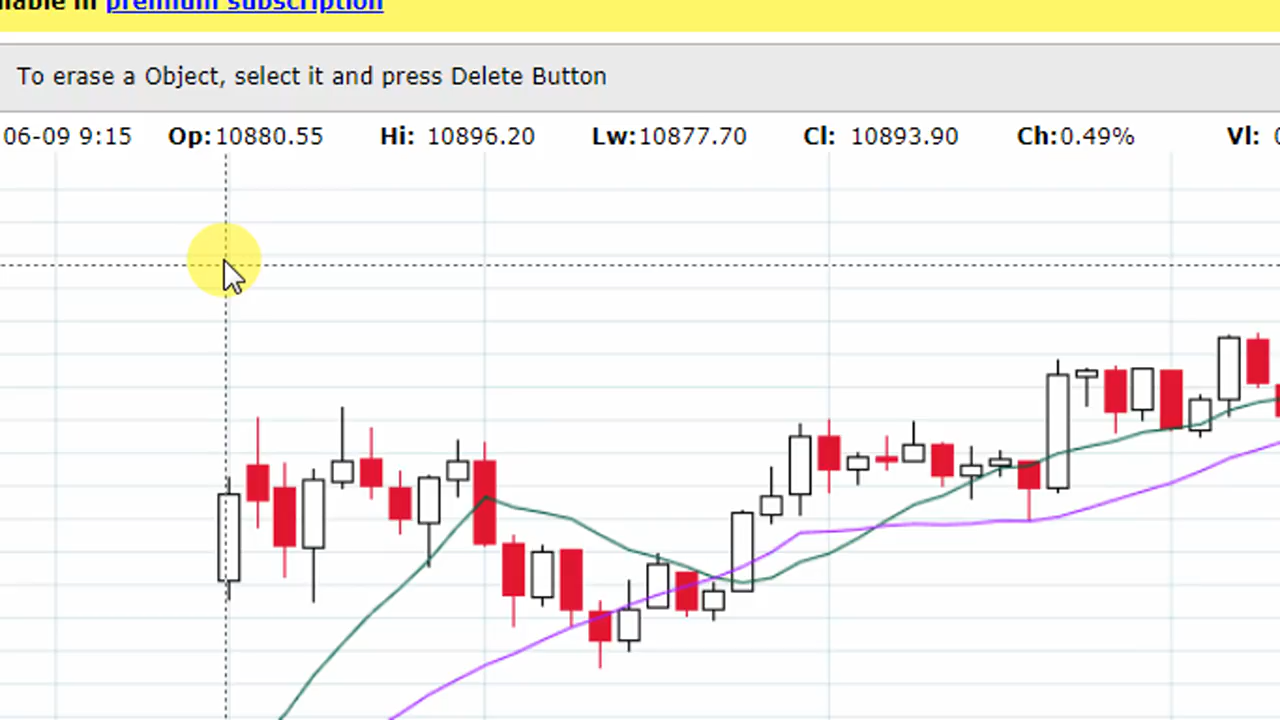 in premium subscription
To erase a Object, select it and press Delete Button
06-09 9:15 Op:10880.55 Hi: 10896.20 Lw:10877.70 Cl: 10893.90 Ch:0.49% Vl: